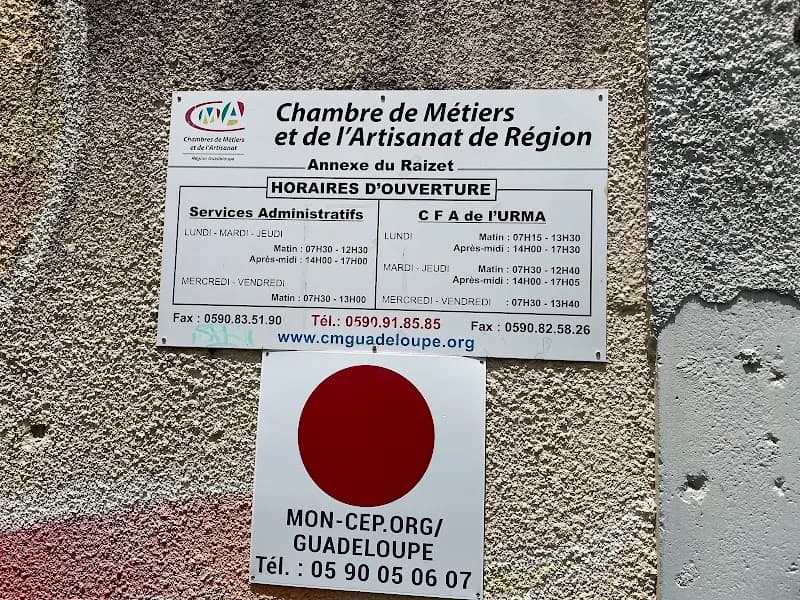 CMA
Chambres de Métiers
et de l'Artisanat
Région Guadeloupe
Chambre de Métiers
et de l'Artisanat de Région
Annexe du Raizet
HORAIRES D'OUVERTURE
Services Administratifs
LUNDI - MARDI - JEUDI
Matin : 07H30 - 12H30
Après-midi : 14H00 - 17H00
MERCREDI - VENDREDI
Matin : 07H30 - 13H00
C F A de l'URMA
LUNDI Matin : 07H15 - 13H30
Après-midi : 14H00 - 17H30
MARDI - JEUDI Matin : 07H30 - 12H40
Après-midi : 14H00 - 17H05
MERCREDI - VENDREDI : 07H30 - 13H40
Fax : 0590.83.51.90 Tél.: 0590.91.85.85 Fax : 0590.82.58.26
www.cmguadeloupe.org
MON-CEP.ORG/
GUADELOUPE
Tél. : 05 90 05 06 07